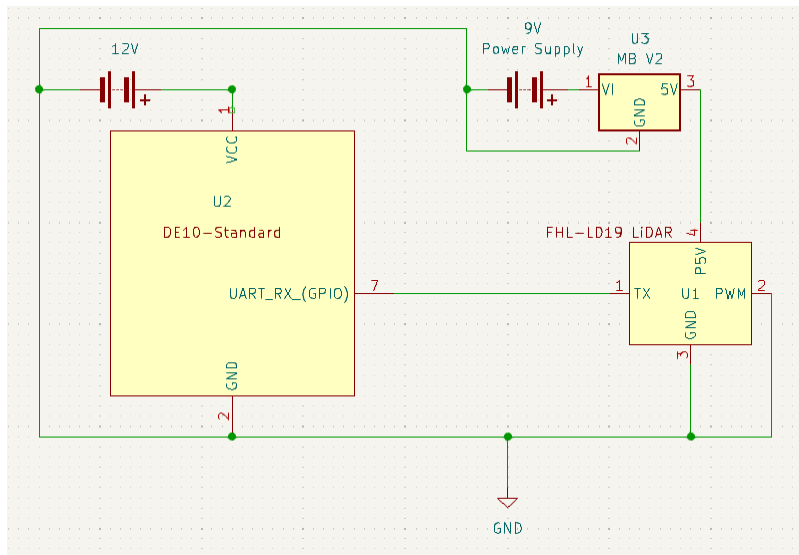 12V
+
9V
Power Supply
+
U3
MB V2
1
VI
5V
3
GND
2
1
VCC
U2
DE10-Standard
UART_RX_(GPIO)
7
GND
2
FHL-LD19 LiDAR
4
P5V
1
TX
U1
PWM
2
GND
3
GND